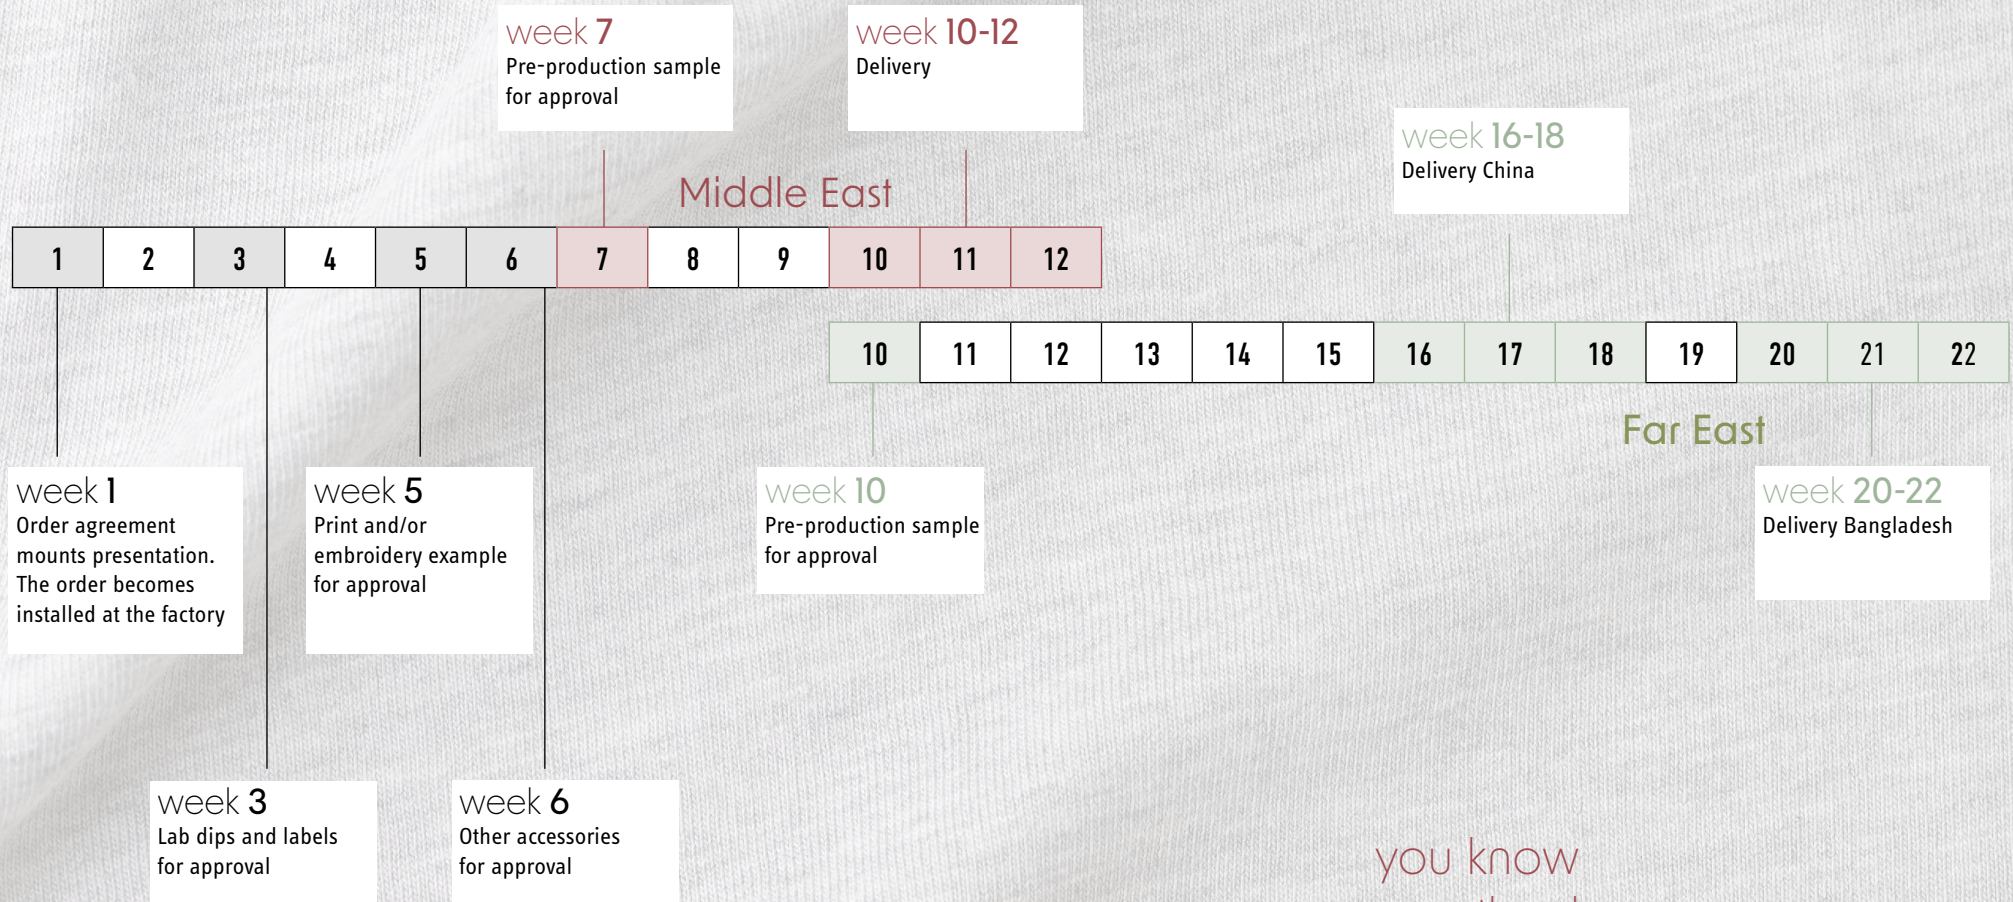 week 7
Pre-production sample
for approval
week 10-12
Delivery
week 16-18
Delivery China
Middle East
1 2 3 4 5 6 7 8 9 10 11 12
10 11 12 13 14 15 16 17 18 19 20 21 22
Far East
week 1
Order agreement
mounts presentation.
The order becomes
installed at the factory
week 5
Print and/or
embroidery example
for approval
week 10
Pre-production sample
for approval
week 20-22
Delivery Bangladesh
week 3
Lab dips and labels
for approval
week 6
Other accessories
for approval
you know